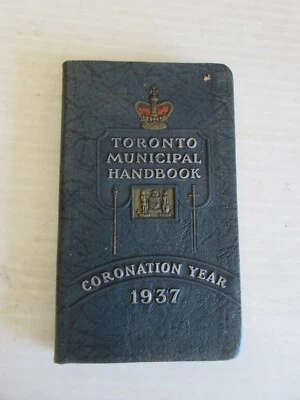 TORONTO
MUNICIPAL
HANDBOOK
CORONATION YEAR
1937